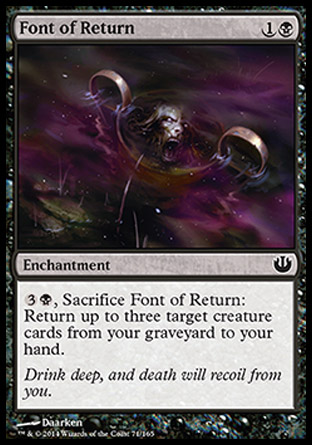 Font of Return 1
Enchantment
3 , Sacrifice Font of Return:
Return up to three target creature
cards from your graveyard to your
hand.
Drink deep, and death will recoil from
you.
Daarken
™ & © 2014 Wizards of the Coast 71/165